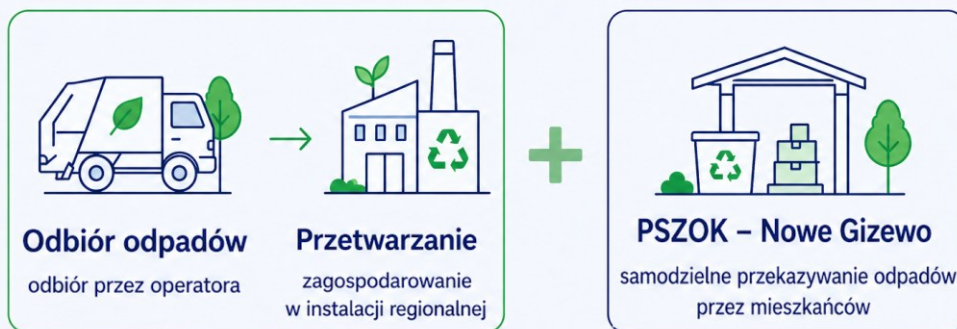 Odbiór odpadów
odbiór przez operatora
Przetwarzanie
zagospodarowanie
w instalacji regionalnej
PSZOK – Nowe Gizewo
samodzielne przekazywanie odpadów
przez mieszkańców